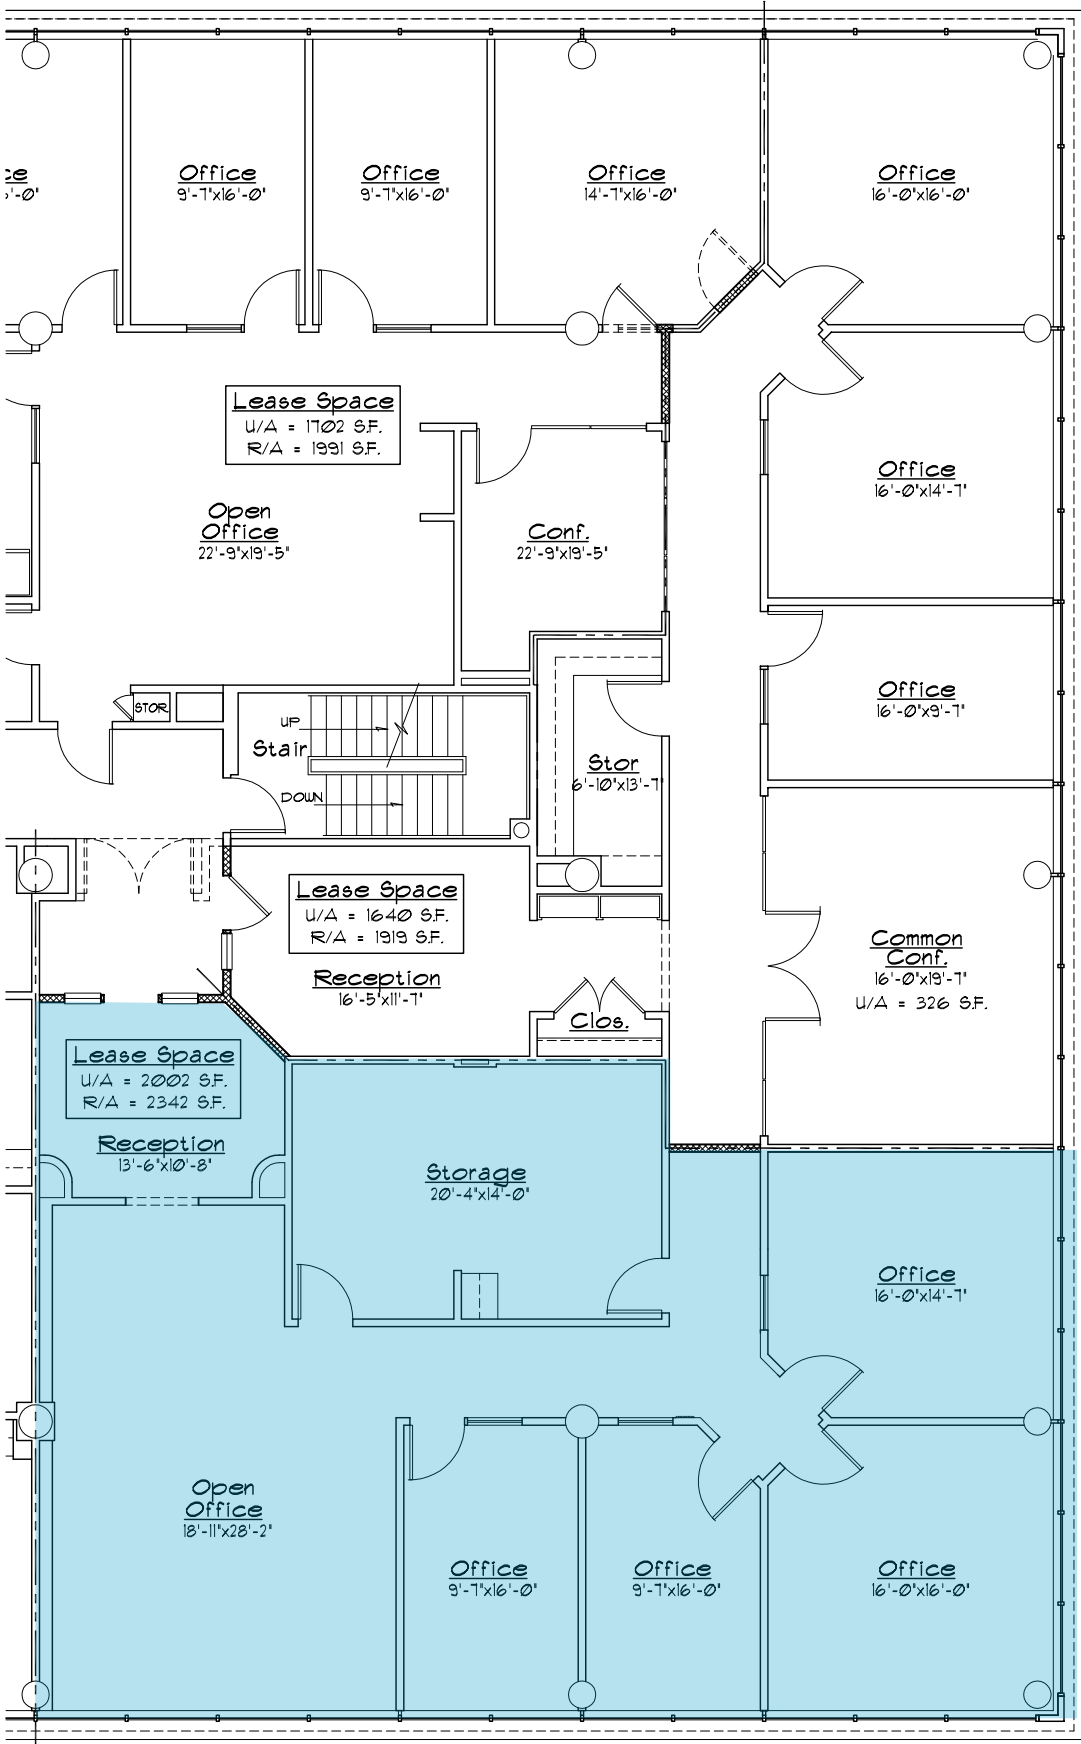 ce
Office
9'-7"x16'-0"
Office
9'-7"x16'-0"
Office
14'-7"x16'-0"
Office
16'-0"x16'-0"
Lease Space
U/A = 1702 S.F.
R/A = 1991 S.F.
Open
Office
22'-9"x19'-5"
Conf.
22'-9"x19'-5"
Office
16'-0"x14'-7"
Office
16'-0"x9'-7"
STOR
UP
Stair
DOWN
Stor
6'-10"x13'-7"
Lease Space
U/A = 1640 S.F.
R/A = 1919 S.F.
Reception
16'-5"x11'-7"
Clos.
Common
Conf.
16'-0"x19'-7"
U/A = 326 S.F.
Lease Space
U/A = 2002 S.F.
R/A = 2342 S.F.
Reception
13'-6"x10'-8"
Storage
20'-4"x14'-0"
Office
16'-0"x14'-7"
Open
Office
18'-11"x28'-2"
Office
9'-7"x16'-0"
Office
9'-7"x16'-0"
Office
16'-0"x16'-0"